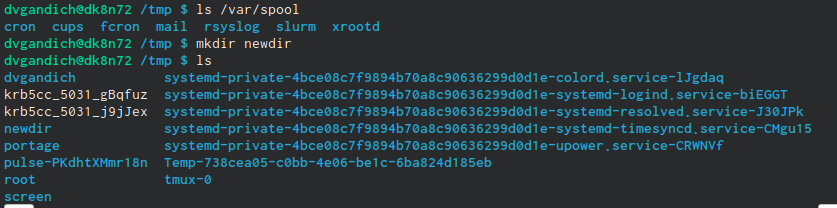 dvgandich@dk8n72 /tmp $ ls /var/spool
cron  cups  fcron  mail  rsyslog  slurm  xrootd
dvgandich@dk8n72 /tmp $ mkdir newdir
dvgandich@dk8n72 /tmp $ ls
dvgandich           systemd-private-4bce08c7f9894b70a8c90636299d0d1e-colord.service-lJgdaq
krb5cc_5031_gBqfuz  systemd-private-4bce08c7f9894b70a8c90636299d0d1e-systemd-logind.service-biEGGT
krb5cc_5031_j9jJex  systemd-private-4bce08c7f9894b70a8c90636299d0d1e-systemd-resolved.service-J30JPk
newdir              systemd-private-4bce08c7f9894b70a8c90636299d0d1e-systemd-timesyncd.service-CMgu15
portage             systemd-private-4bce08c7f9894b70a8c90636299d0d1e-upower.service-CRWNVf
pulse-PKdhtXMmr18n  Temp-738cea05-c0bb-4e06-be1c-6ba824d185eb
root                tmux-0
screen